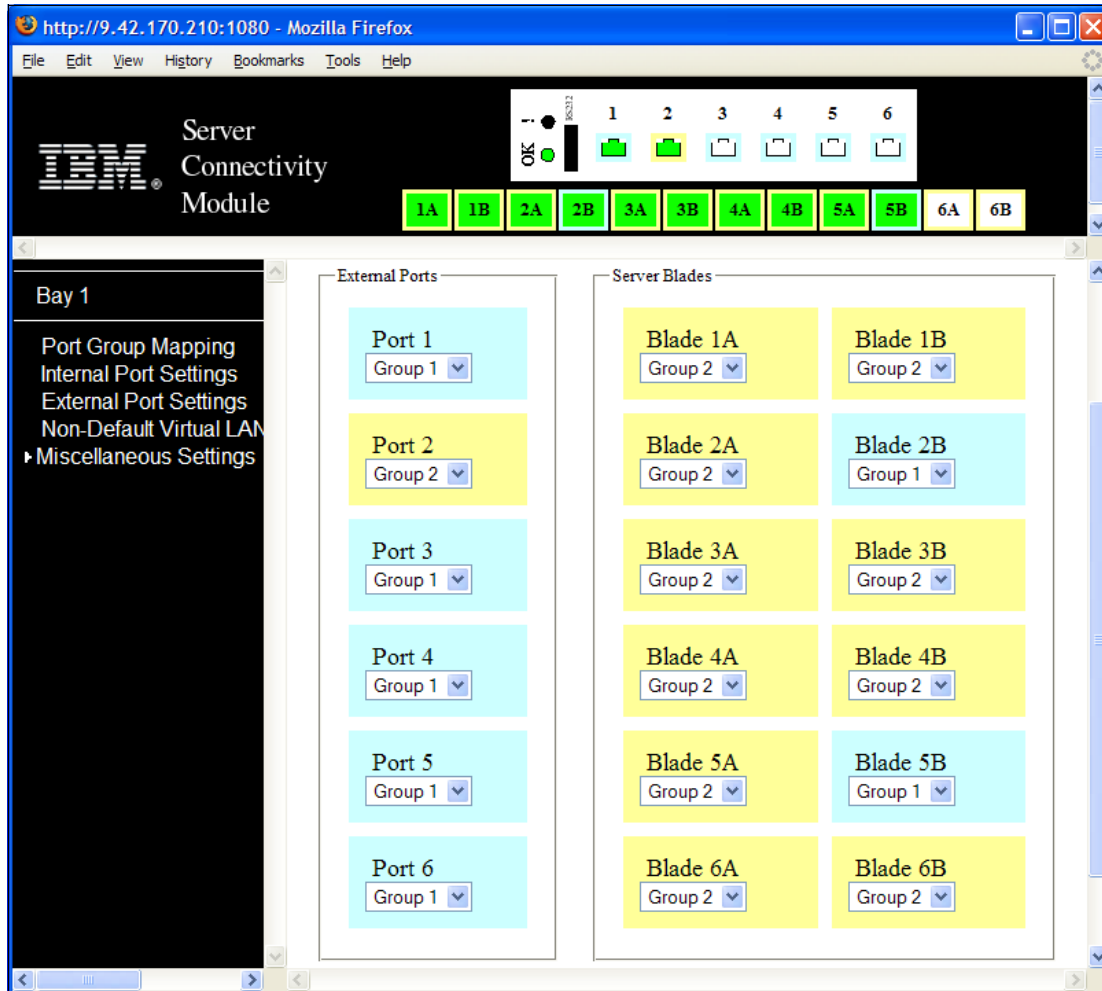 http://9.42.170.210:1080 - Mozilla Firefox
File Edit View History Bookmarks Tools Help
IBM®
Server
Connectivity
Module
OK ! RS232 1 2 3 4 5 6
1A 1B 2A 2B 3A 3B 4A 4B 5A 5B 6A 6B
Bay 1
Port Group Mapping
Internal Port Settings
External Port Settings
Non-Default Virtual LAN
Miscellaneous Settings
External Ports
Port 1
Group 1
Port 2
Group 2
Port 3
Group 1
Port 4
Group 1
Port 5
Group 1
Port 6
Group 1
Server Blades
Blade 1A Blade 1B
Group 2 Group 2
Blade 2A Blade 2B
Group 2 Group 1
Blade 3A Blade 3B
Group 2 Group 2
Blade 4A Blade 4B
Group 2 Group 2
Blade 5A Blade 5B
Group 2 Group 1
Blade 6A Blade 6B
Group 2 Group 2